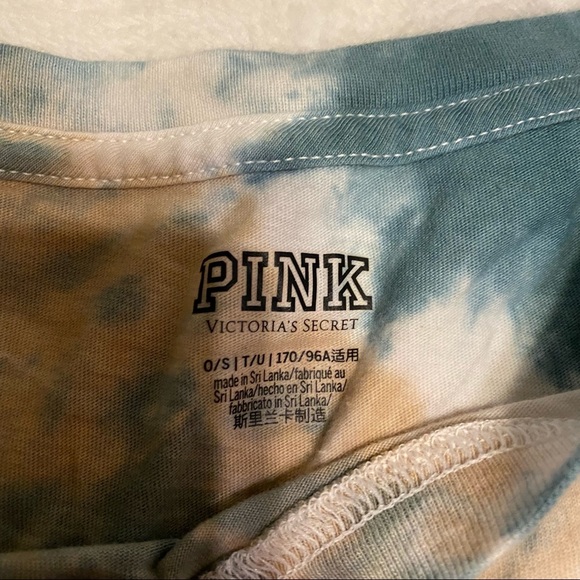 PINK
VICTORIA'S SECRET
O/S | T/U | 170/96A适用
made in Sri Lanka/fabriqué au
Sri Lanka/hecho en Sri Lanka/
fabbricato in Sri Lanka/
斯里兰卡制造